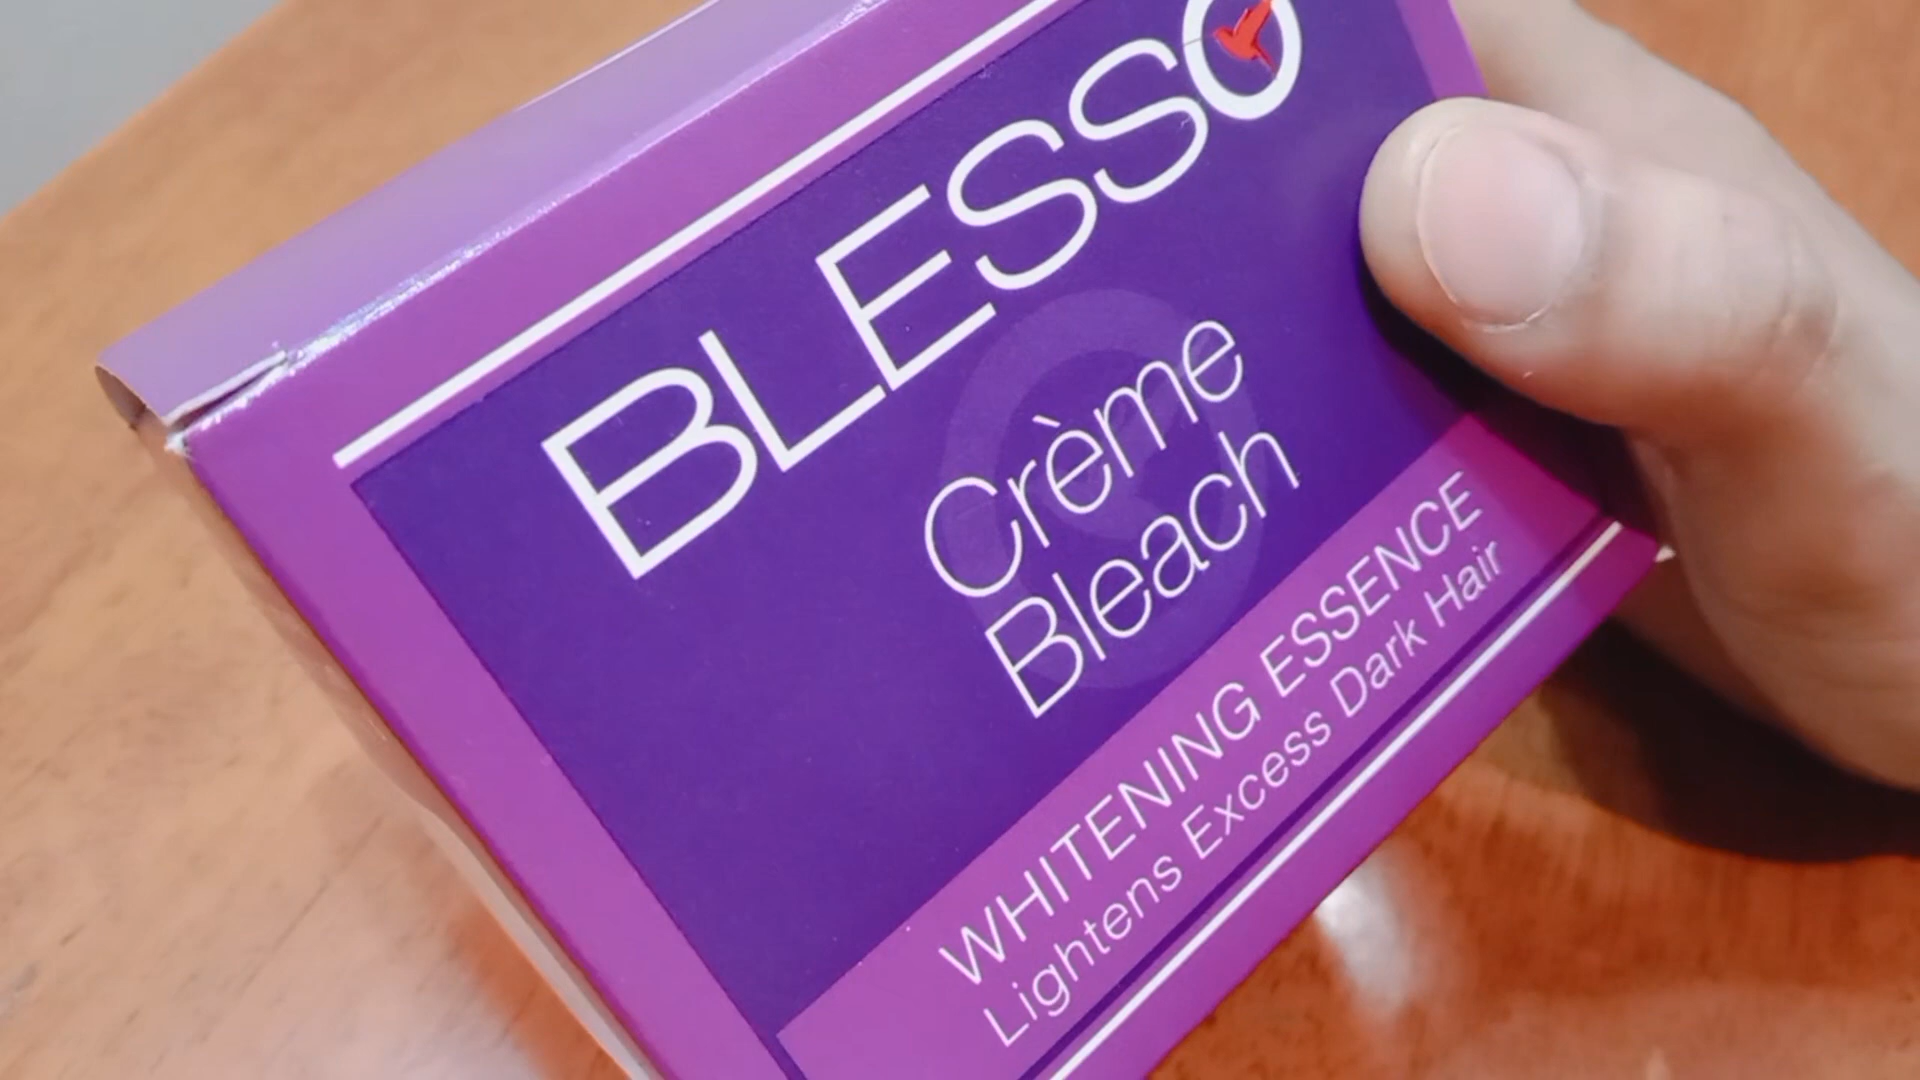 BLESSO
Crème
Bleach
WHITENING ESSENCE
Lightens Excess Dark Hair